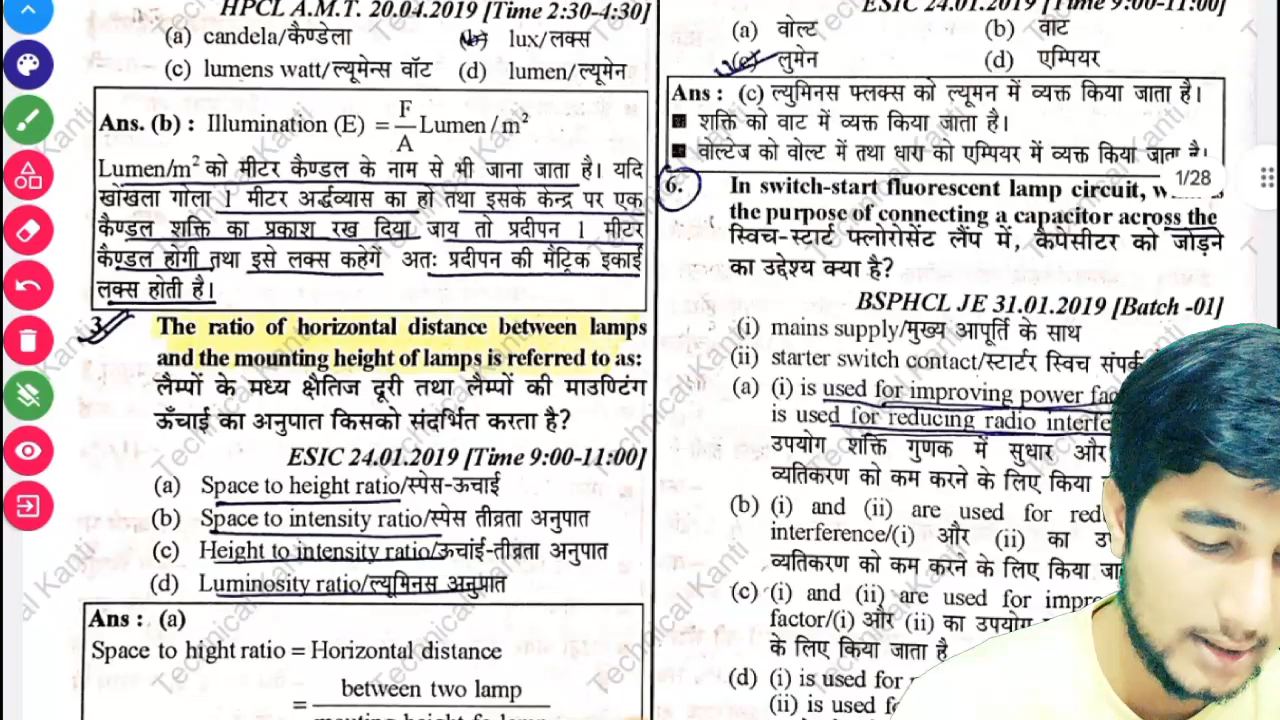 HPCL A.M.T. 20.04.2019 [Time 2:30-4:30]
(a) candela/कैण्डेला (b) lux/लक्स
(c) lumens watt/ल्यूमेन्स वॉट (d) lumen/ल्यूमेन
Ans. (b) : Illumination (E) = F/A Lumen/m²
Lumen/m² को मीटर कैण्डल के नाम से भी जाना जाता है। यदि
खोखला गोला 1 मीटर अर्द्धव्यास का हो तथा इसके केन्द्र पर एक
कैण्डल शक्ति का प्रकाश रख दिया जाय तो प्रदीपन 1 मीटर
कैण्डल होगी तथा इसे लक्स कहेगें अतः प्रदीपन की मैट्रिक इकाई
लक्स होती है।
3
The ratio of horizontal distance between lamps
and the mounting height of lamps is referred to as:
लैम्पों के मध्य क्षैतिज दूरी तथा लैम्पों की माउण्टिंग
ऊँचाई का अनुपात किसको संदर्भित करता है?
ESIC 24.01.2019 [Time 9:00-11:00]
(a) Space to height ratio/स्पेस-ऊचाई
(b) Space to intensity ratio/स्पेस तीव्रता अनुपात
(c) Height to intensity ratio/ऊचांई-तीव्रता अनुपात
(d) Luminosity ratio/ल्यूमिनस अनुपात
Ans : (a)
Space to hight ratio = Horizontal distance
= between two lamp
ESIC 24.01.2019 [Time 9:00-11:00]
(a) वोल्ट (b) वाट
(c) लुमेन (d) एम्पियर
Ans : (c) ल्युमिनस फ्लक्स को ल्यूमन में व्यक्त किया जाता है।
■ शक्ति को वाट में व्यक्त किया जाता है।
■ वोल्टेज को वोल्ट में तथा धारा को एम्पियर में व्यक्त किया जाता है।
1/28
6. In switch-start fluorescent lamp circuit,
the purpose of connecting a capacitor across the
स्विच-स्टार्ट फ्लोरोसेंट लैंप में, कैपेसीटर को जोड़ने
का उद्देश्य क्या है?
BSPHCL JE 31.01.2019 [Batch -01]
(i) mains supply/मुख्य आपूर्ति के साथ
(ii) starter switch contact/स्टार्टर स्विच संपर्क
(a) (i) is used for improving power
is used for reducing radio
उपयोग शक्ति गुणक में सुधार और
व्यतिकरण को कम करने के लिए किया
(b) (i) and (ii) are used for
interference/(i) और (ii) का
व्यतिकरण को कम करने के लिए किया
(c) (i) and (ii) are used for
factor/(i) और (ii) का उपयोग
के लिए किया जाता है
(d) (i) is used for
(ii) is used
Technical Kanti